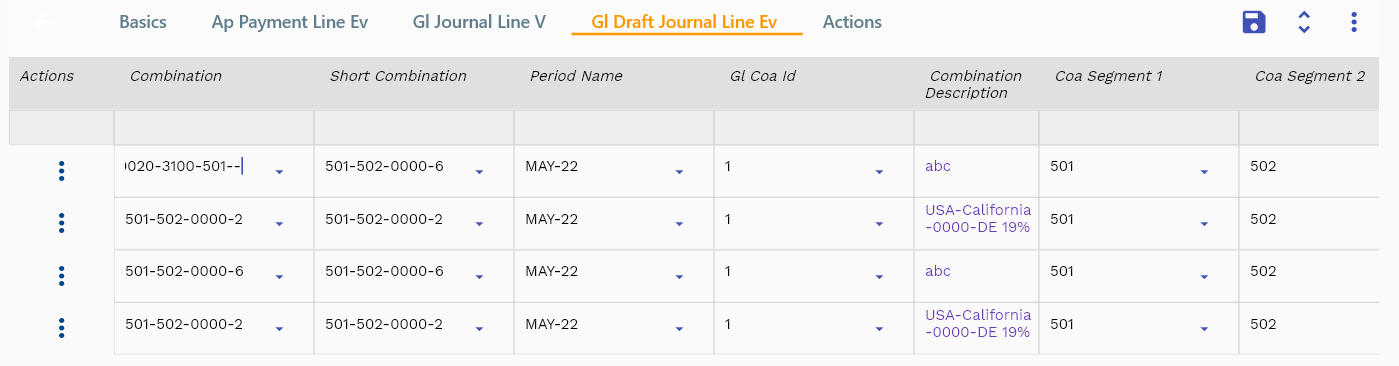 Basics Ap Payment Line Ev Gl Journal Line V Gl Draft Journal Line Ev Actions
Actions Combination Short Combination Period Name Gl Coa Id Combination Description Coa Segment 1 Coa Segment 2
020-3100-501-- 501-502-0000-6 MAY-22 1 abc 501 502
501-502-0000-2 501-502-0000-2 MAY-22 1 USA-California -0000-DE 19% 501 502
501-502-0000-6 501-502-0000-6 MAY-22 1 abc 501 502
501-502-0000-2 501-502-0000-2 MAY-22 1 USA-California -0000-DE 19% 501 502